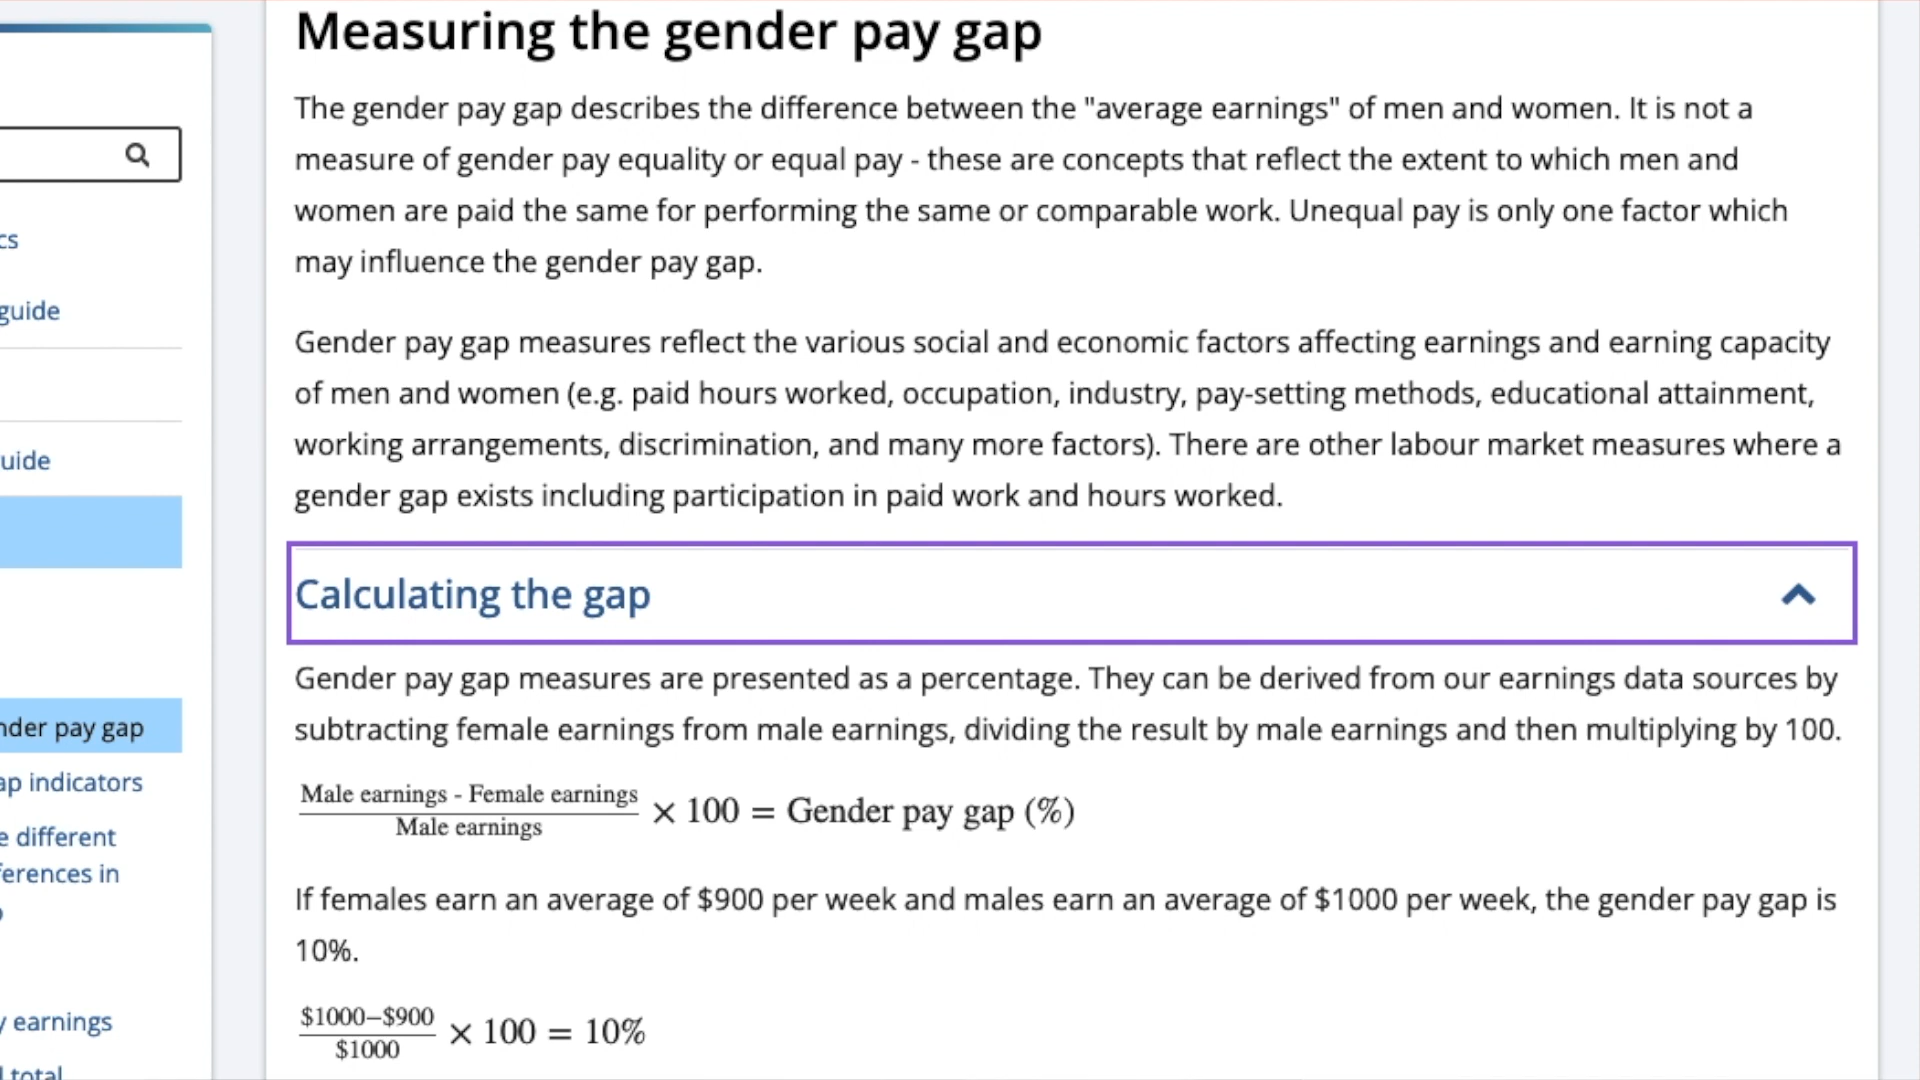 Measuring the gender pay gap
The gender pay gap describes the difference between the "average earnings" of men and women. It is not a
measure of gender pay equality or equal pay - these are concepts that reflect the extent to which men and
women are paid the same for performing the same or comparable work. Unequal pay is only one factor which
may influence the gender pay gap.
Gender pay gap measures reflect the various social and economic factors affecting earnings and earning capacity
of men and women (e.g. paid hours worked, occupation, industry, pay-setting methods, educational attainment,
working arrangements, discrimination, and many more factors). There are other labour market measures where a
gender gap exists including participation in paid work and hours worked.
Calculating the gap
Gender pay gap measures are presented as a percentage. They can be derived from our earnings data sources by
subtracting female earnings from male earnings, dividing the result by male earnings and then multiplying by 100.
Male earnings - Female earnings
Male earnings
× 100 = Gender pay gap (%)
If females earn an average of $900 per week and males earn an average of $1000 per week, the gender pay gap is
10%.
$1000–$900
$1000
× 100 = 10%
cs
guide
uide
nder pay gap
ap indicators
e different
ferences in
y earnings
total